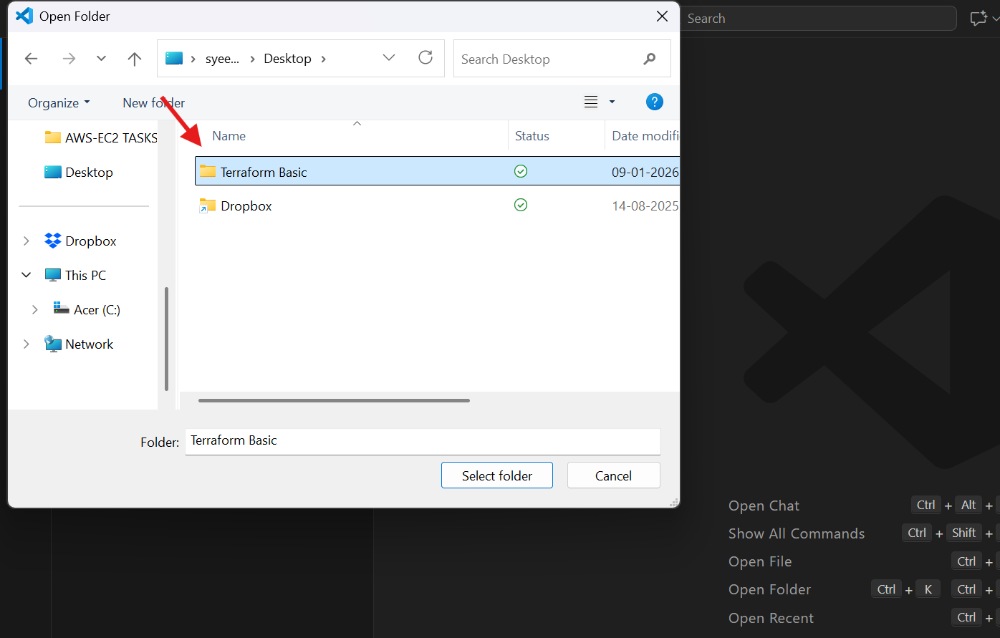 Open Folder
Search
syee... Desktop
Search Desktop
Organize
New folder
?
AWS-EC2 TASKS
Desktop
Dropbox
This PC
Acer (C:)
Network
Name Status Date modifi
Terraform Basic 09-01-2026
Dropbox 14-08-2025
Folder: Terraform Basic
Select folder Cancel
Open Chat Ctrl + Alt +
Show All Commands Ctrl + Shift +
Open File Ctrl +
Open Folder Ctrl + K Ctrl +
Open Recent Ctrl +